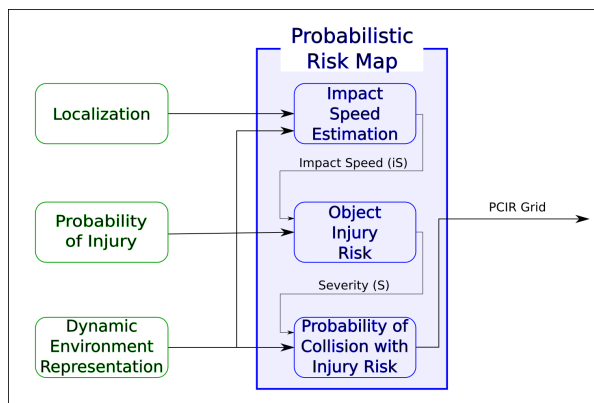 Probabilistic
Risk Map
Localization
Impact
Speed
Estimation
Impact Speed (iS)
Probability
of Injury
Object
Injury
Risk
PCIR Grid
Severity (S)
Dynamic
Environment
Representation
Probability of
Collision with
Injury Risk